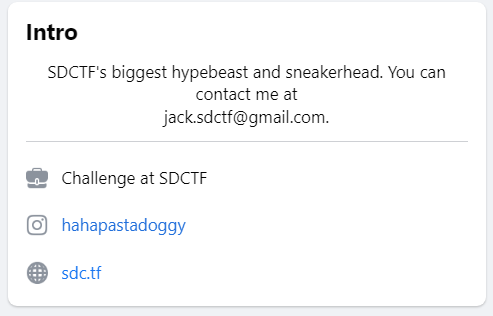 Intro
SDCTF's biggest hypebeast and sneakerhead. You can
contact me at
jack.sdctf@gmail.com.
Challenge at SDCTF
hahapastadoggy
sdc.tf